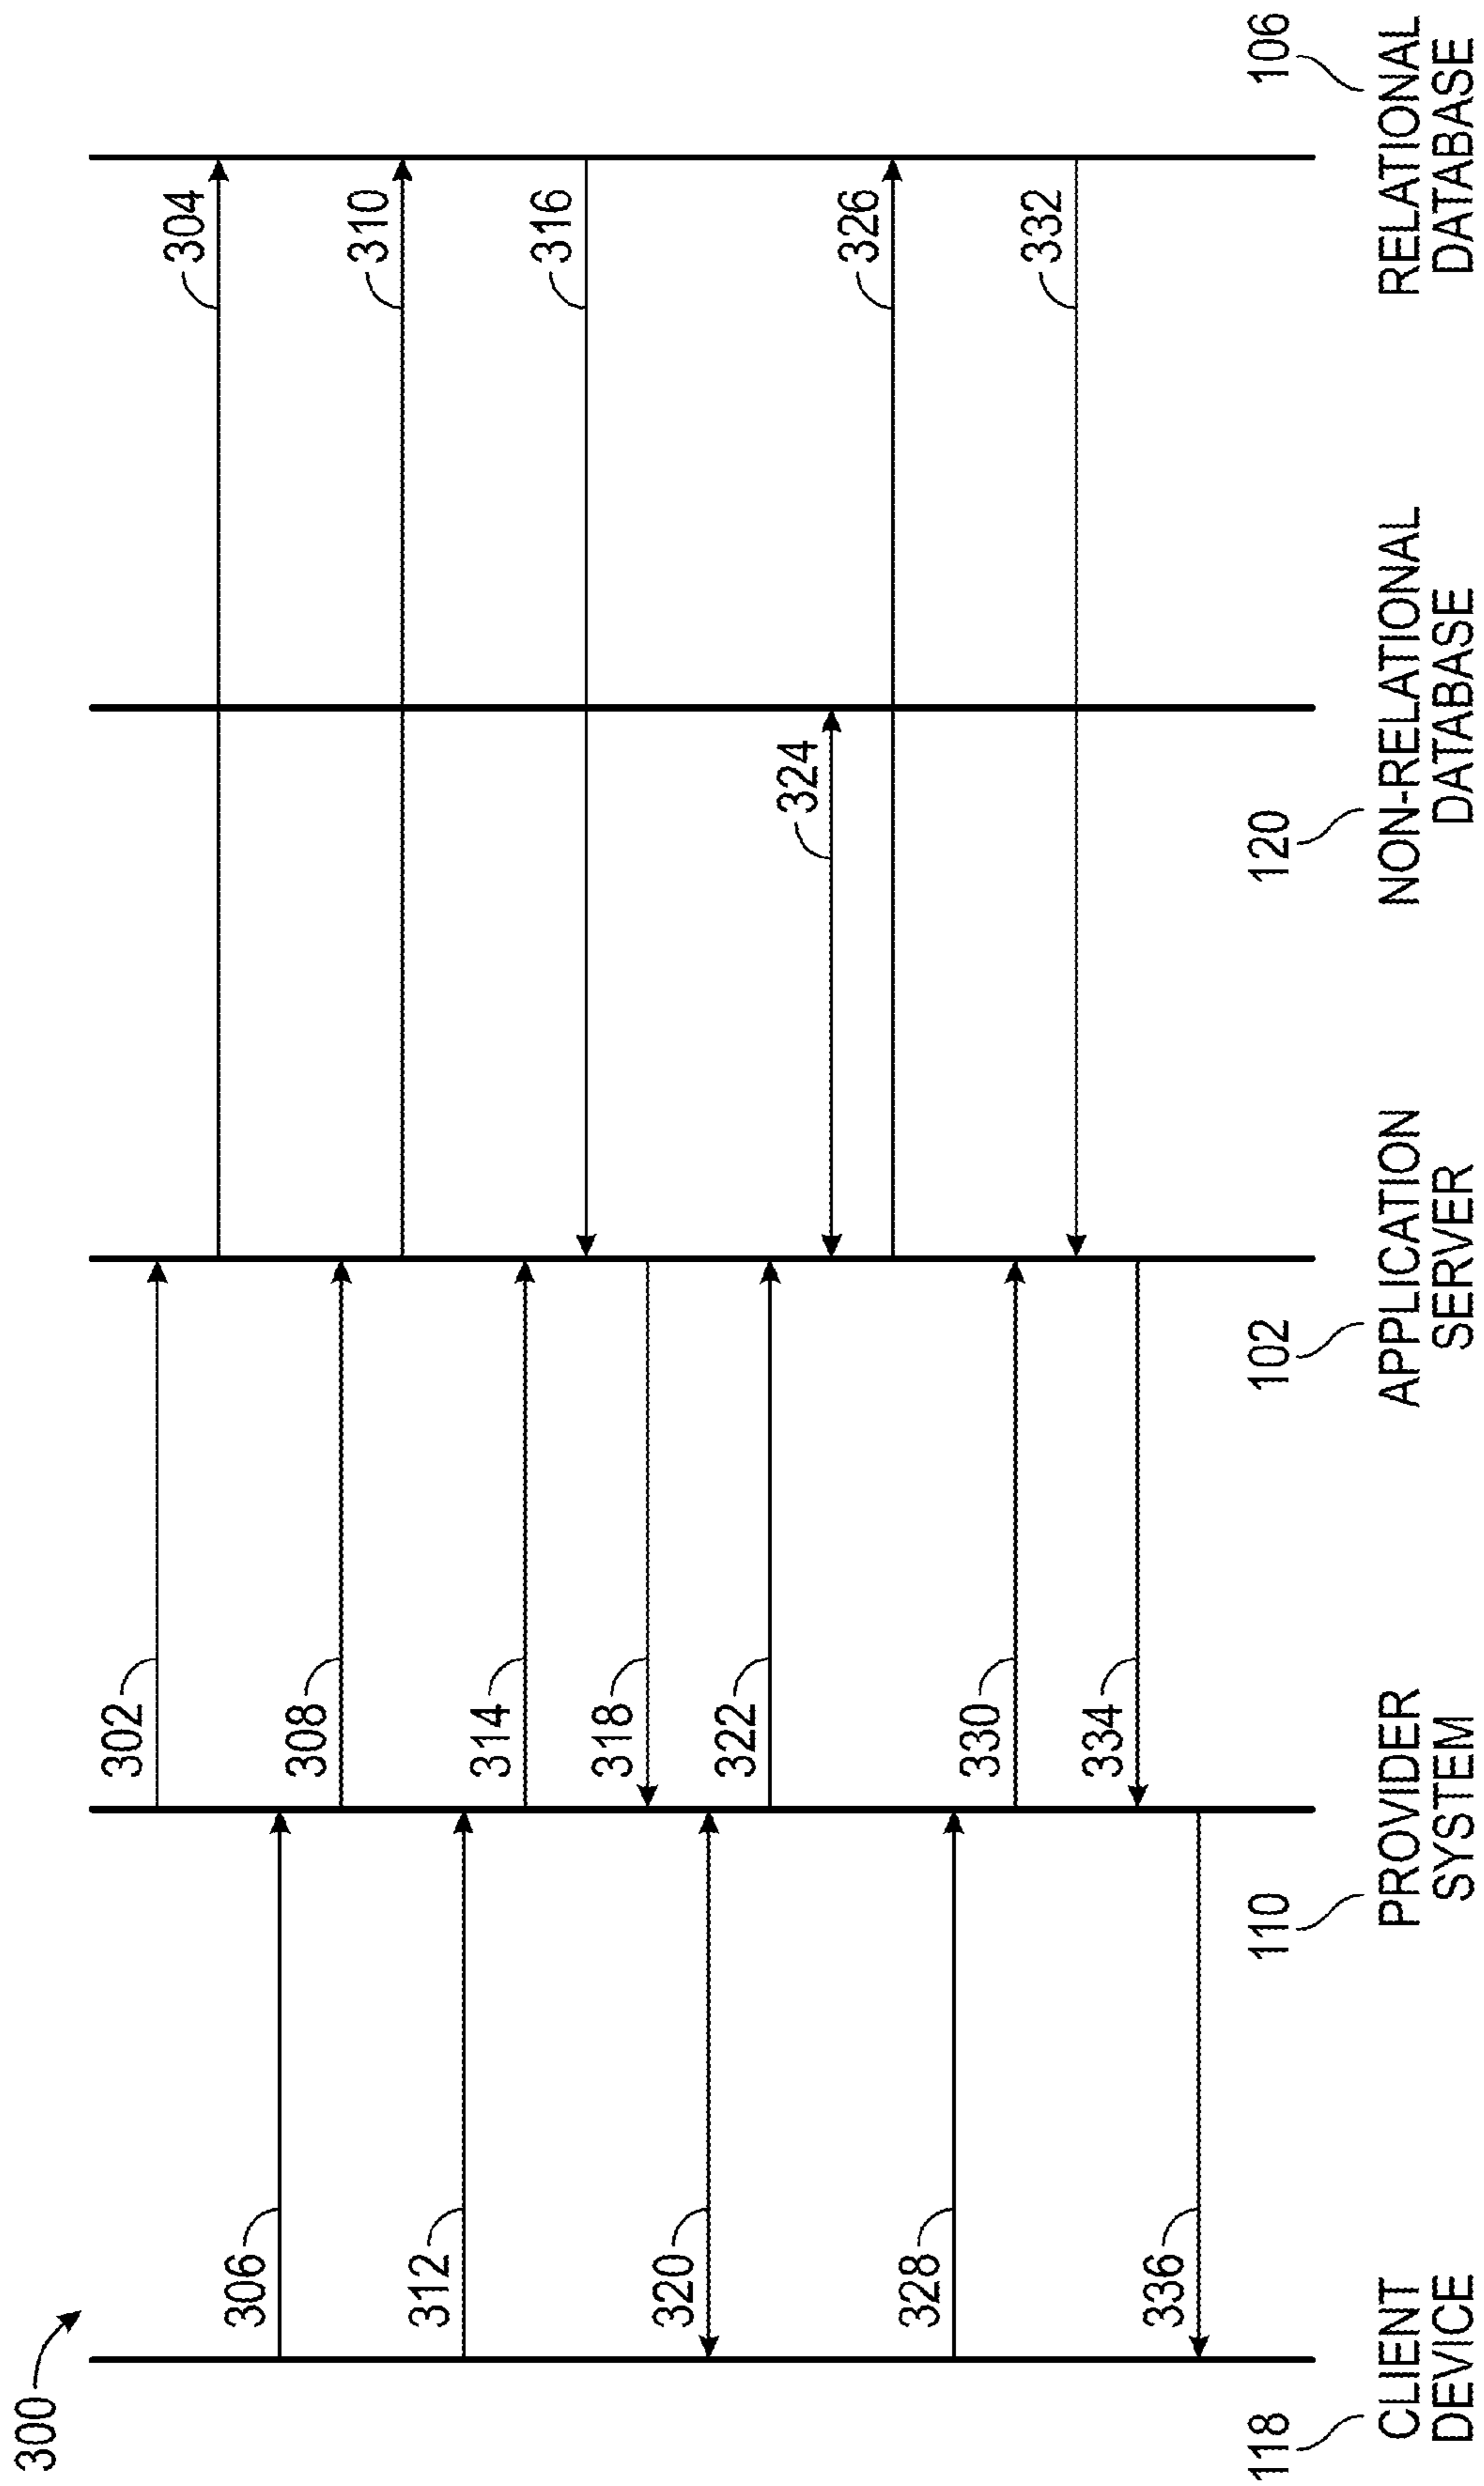 300
302
304
306
308
310
312
314
316
318
320
322
324
326
328
330
332
334
336
118
CLIENT
DEVICE
110
PROVIDER
SYSTEM
102
APPLICATION
SERVER
120
NON-RELATIONAL
DATABASE
106
RELATIONAL
DATABASE